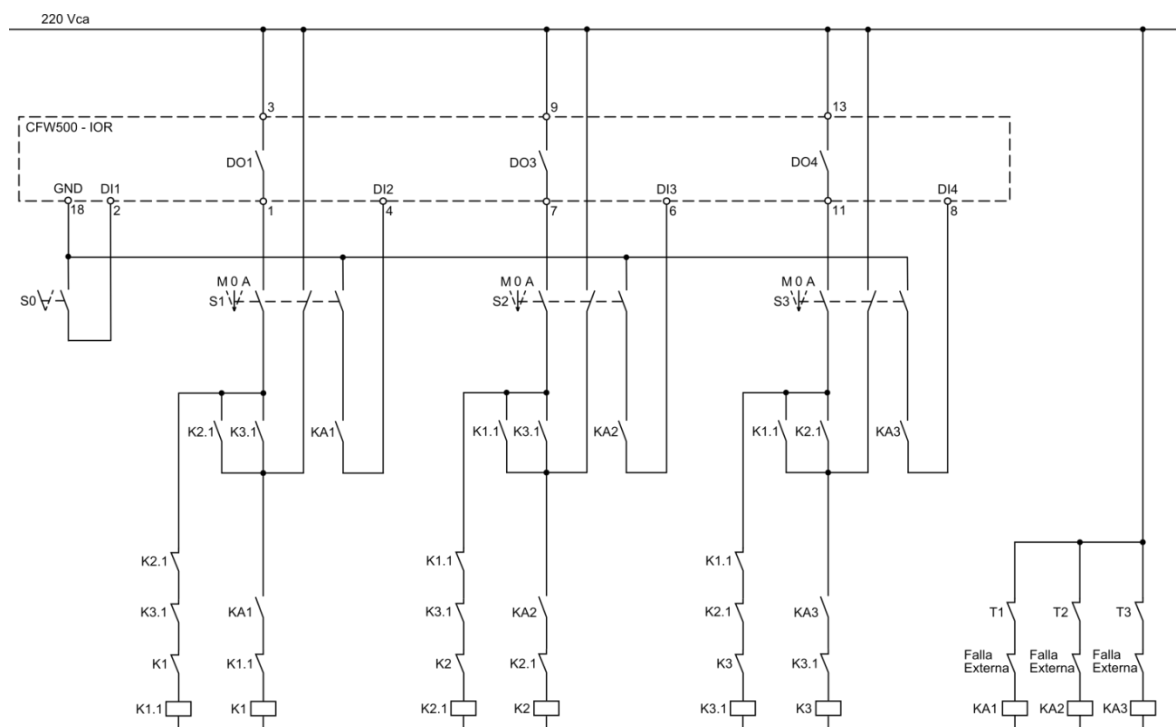 220 Vca
3 9 13
CFW500 - IOR
DO1 DO3 DO4
GND DI1 DI2 DI3 DI4
18 2 1 4 7 6 11 8
M 0 A M 0 A M 0 A
S0 S1 S2 S3
K2.1 K3.1 KA1 K1.1 K3.1 KA2 K1.1 K2.1 KA3
K2.1 K1.1 K1.1
K3.1 KA1 K3.1 KA2 K2.1 KA3 T1 T2 T3
K1 K1.1 K2 K2.1 K3 K3.1 Falla Falla Falla
Externa Externa Externa
K1.1 K1 K2.1 K2 K3.1 K3 KA1 KA2 KA3